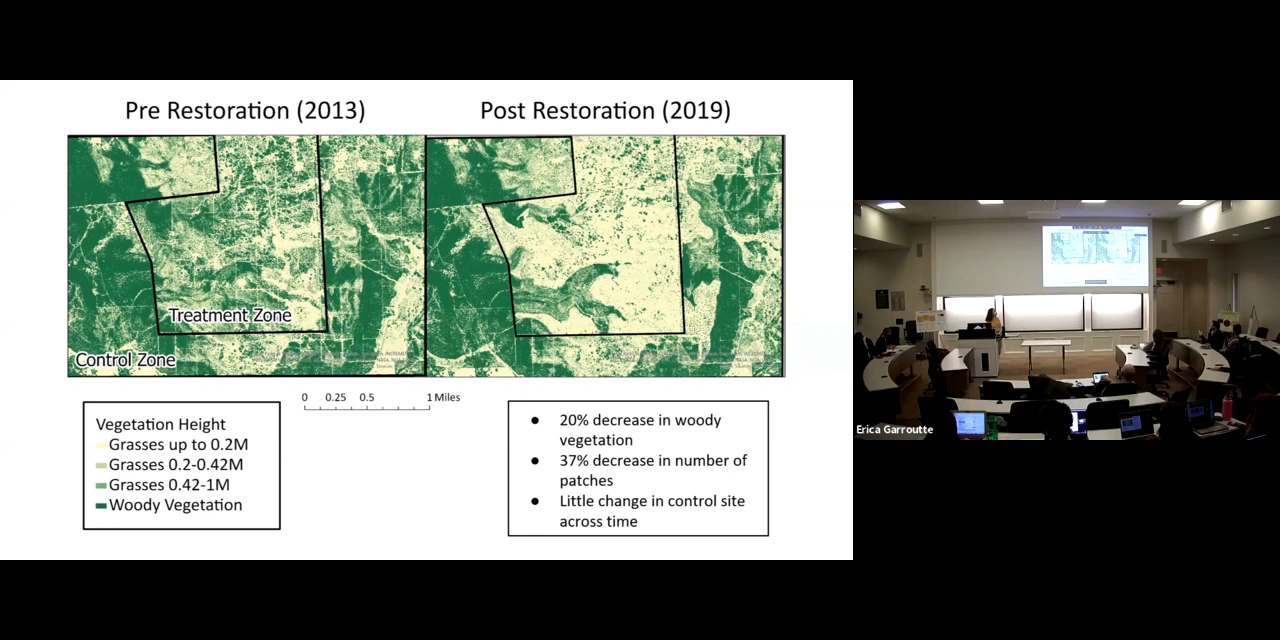 Pre Restoration (2013)
Post Restoration (2019)
Treatment Zone
Control Zone
0 0.25 0.5 1 Miles
Vegetation Height
Grasses up to 0.2M
Grasses 0.2-0.42M
Grasses 0.42-1M
Woody Vegetation
● 20% decrease in woody
vegetation
● 37% decrease in number of
patches
● Little change in control site
across time
Erica Garroutte